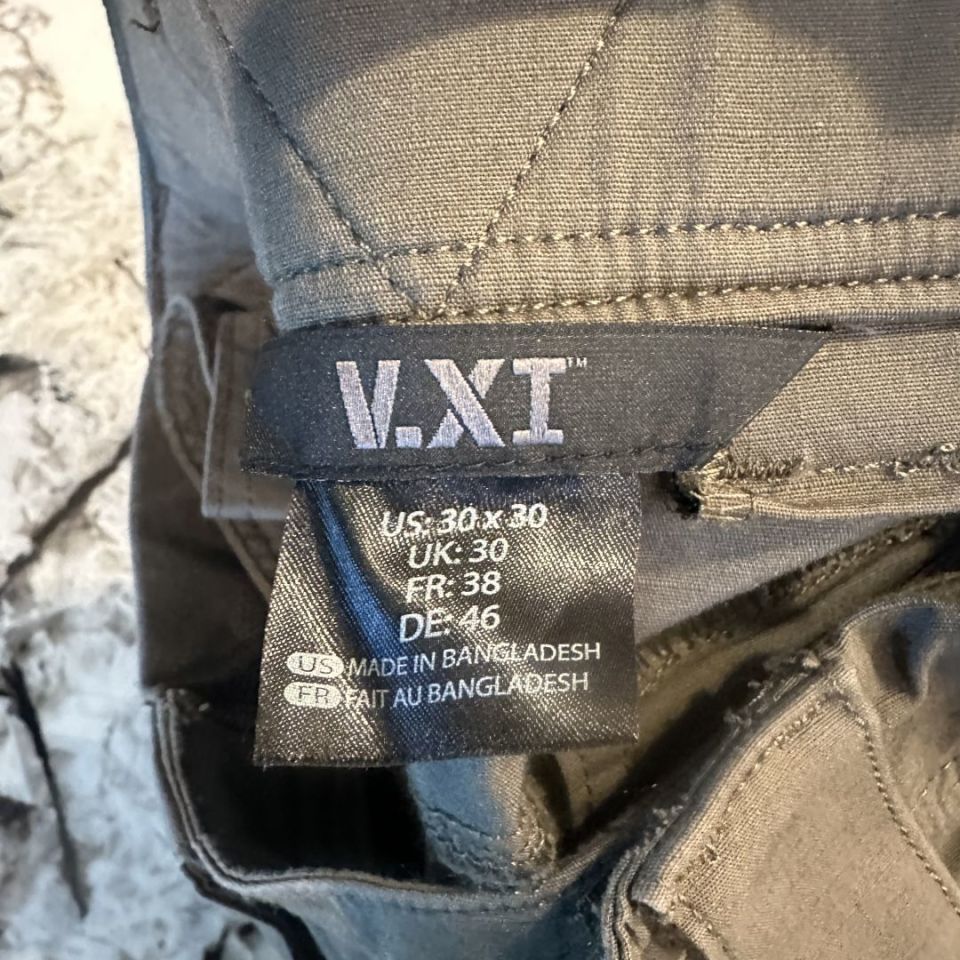 V.XI™
US: 30 x 30
UK: 30
FR: 38
DE: 46
US MADE IN BANGLADESH
FR FAIT AU BANGLADESH